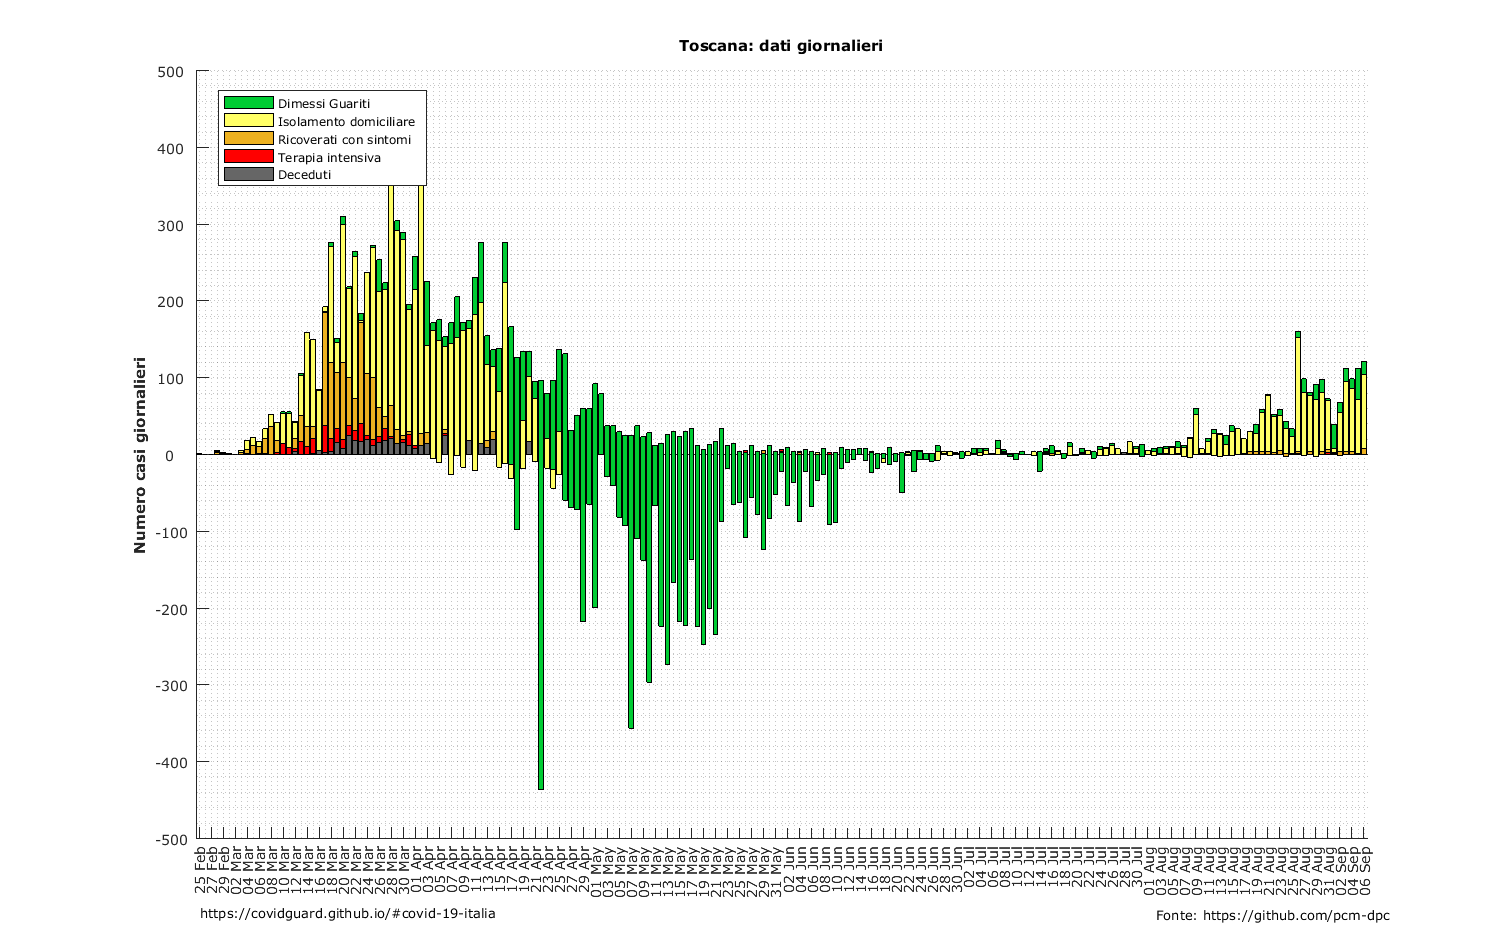 Toscana: dati giornalieri
Dimessi Guariti
Isolamento domiciliare
Ricoverati con sintomi
Terapia intensiva
Deceduti
Numero casi giornalieri
500
400
300
200
100
0
-100
-200
-300
-400
-500
25 Feb
27 Feb
29 Feb
02 Mar
04 Mar
06 Mar
08 Mar
10 Mar
12 Mar
14 Mar
16 Mar
18 Mar
20 Mar
22 Mar
24 Mar
26 Mar
28 Mar
30 Mar
01 Apr
03 Apr
05 Apr
07 Apr
09 Apr
11 Apr
13 Apr
15 Apr
17 Apr
19 Apr
21 Apr
23 Apr
25 Apr
27 Apr
29 Apr
01 May
03 May
05 May
07 May
09 May
11 May
13 May
15 May
17 May
19 May
21 May
23 May
25 May
27 May
29 May
31 May
02 Jun
04 Jun
06 Jun
08 Jun
10 Jun
12 Jun
14 Jun
16 Jun
18 Jun
20 Jun
22 Jun
24 Jun
26 Jun
28 Jun
30 Jun
02 Jul
04 Jul
06 Jul
08 Jul
10 Jul
12 Jul
14 Jul
16 Jul
18 Jul
20 Jul
22 Jul
24 Jul
26 Jul
28 Jul
30 Jul
01 Aug
03 Aug
05 Aug
07 Aug
09 Aug
11 Aug
13 Aug
15 Aug
17 Aug
19 Aug
21 Aug
23 Aug
25 Aug
27 Aug
29 Aug
31 Aug
02 Sep
04 Sep
06 Sep
https://covidguard.github.io/#covid-19-italia
Fonte: https://github.com/pcm-dpc